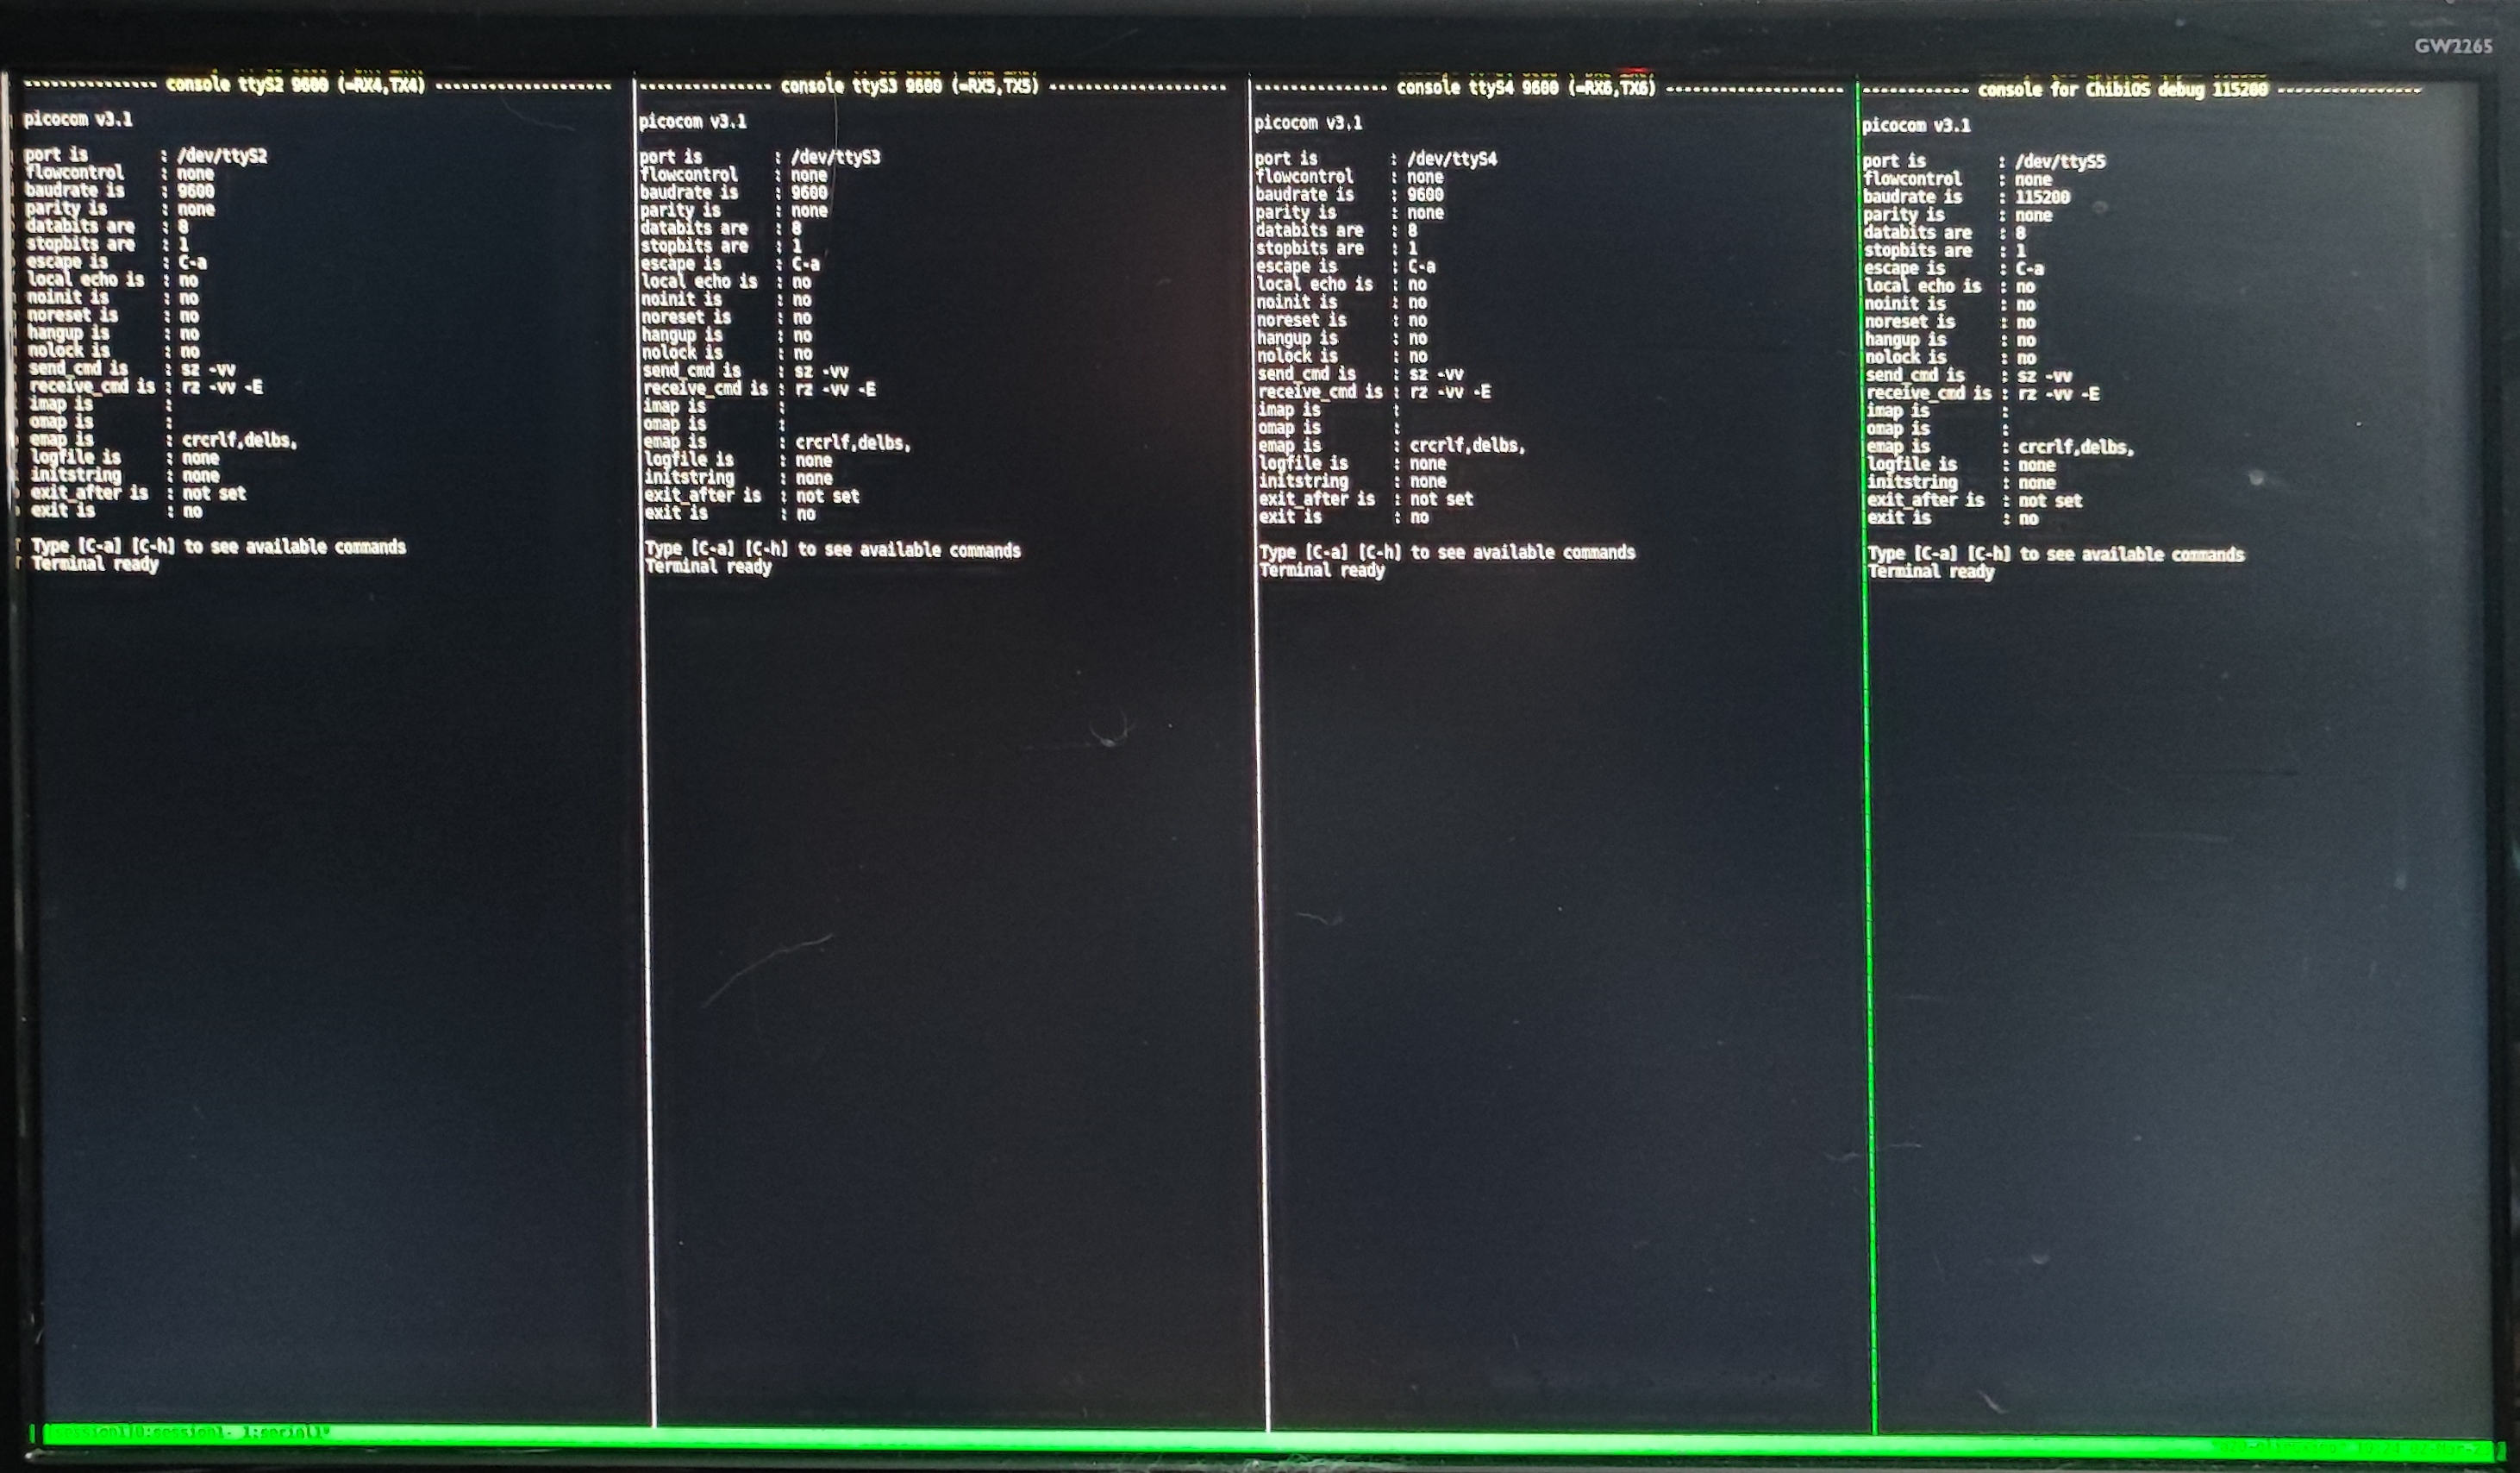 GW2265
-------------- console ttyS2 9600 (=RX4,TX4) -------------------
picocom v3.1
port is : /dev/ttyS2
flowcontrol : none
baudrate is : 9600
parity is : none
databits are : 8
stopbits are : 1
escape is : C-a
local echo is : no
noinit is : no
noreset is : no
hangup is : no
nolock is : no
send_cmd is : sz -vv
receive_cmd is : rz -vv -E
imap is :
omap is :
emap is : crcrlf,delbs,
logfile is : none
initstring : none
exit_after is : not set
exit is : no
Type [C-a] [C-h] to see available commands
Terminal ready
-------------- console ttyS3 9600 (=RX5,TX5) -------------------
picocom v3.1
port is : /dev/ttyS3
flowcontrol : none
baudrate is : 9600
parity is : none
databits are : 8
stopbits are : 1
escape is : C-a
local echo is : no
noinit is : no
noreset is : no
hangup is : no
nolock is : no
send_cmd is : sz -vv
receive_cmd is : rz -vv -E
imap is :
omap is :
emap is : crcrlf,delbs,
logfile is : none
initstring : none
exit_after is : not set
exit is : no
Type [C-a] [C-h] to see available commands
Terminal ready
-------------- console ttyS4 9600 (=RX6,TX6) -------------------
picocom v3.1
port is : /dev/ttyS4
flowcontrol : none
baudrate is : 9600
parity is : none
databits are : 8
stopbits are : 1
escape is : C-a
local echo is : no
noinit is : no
noreset is : no
hangup is : no
nolock is : no
send_cmd is : sz -vv
receive_cmd is : rz -vv -E
imap is :
omap is :
emap is : crcrlf,delbs,
logfile is : none
initstring : none
exit_after is : not set
exit is : no
Type [C-a] [C-h] to see available commands
Terminal ready
------------ console for ChibiOS debug 115200 ----------------
picocom v3.1
port is : /dev/ttyS5
flowcontrol : none
baudrate is : 115200
parity is : none
databits are : 8
stopbits are : 1
escape is : C-a
local echo is : no
noinit is : no
noreset is : no
hangup is : no
nolock is : no
send_cmd is : sz -vv
receive_cmd is : rz -vv -E
imap is :
omap is :
emap is : crcrlf,delbs,
logfile is : none
initstring : none
exit_after is : not set
exit is : no
Type [C-a] [C-h] to see available commands
Terminal ready
[session1]0:session1- 1:serial1*